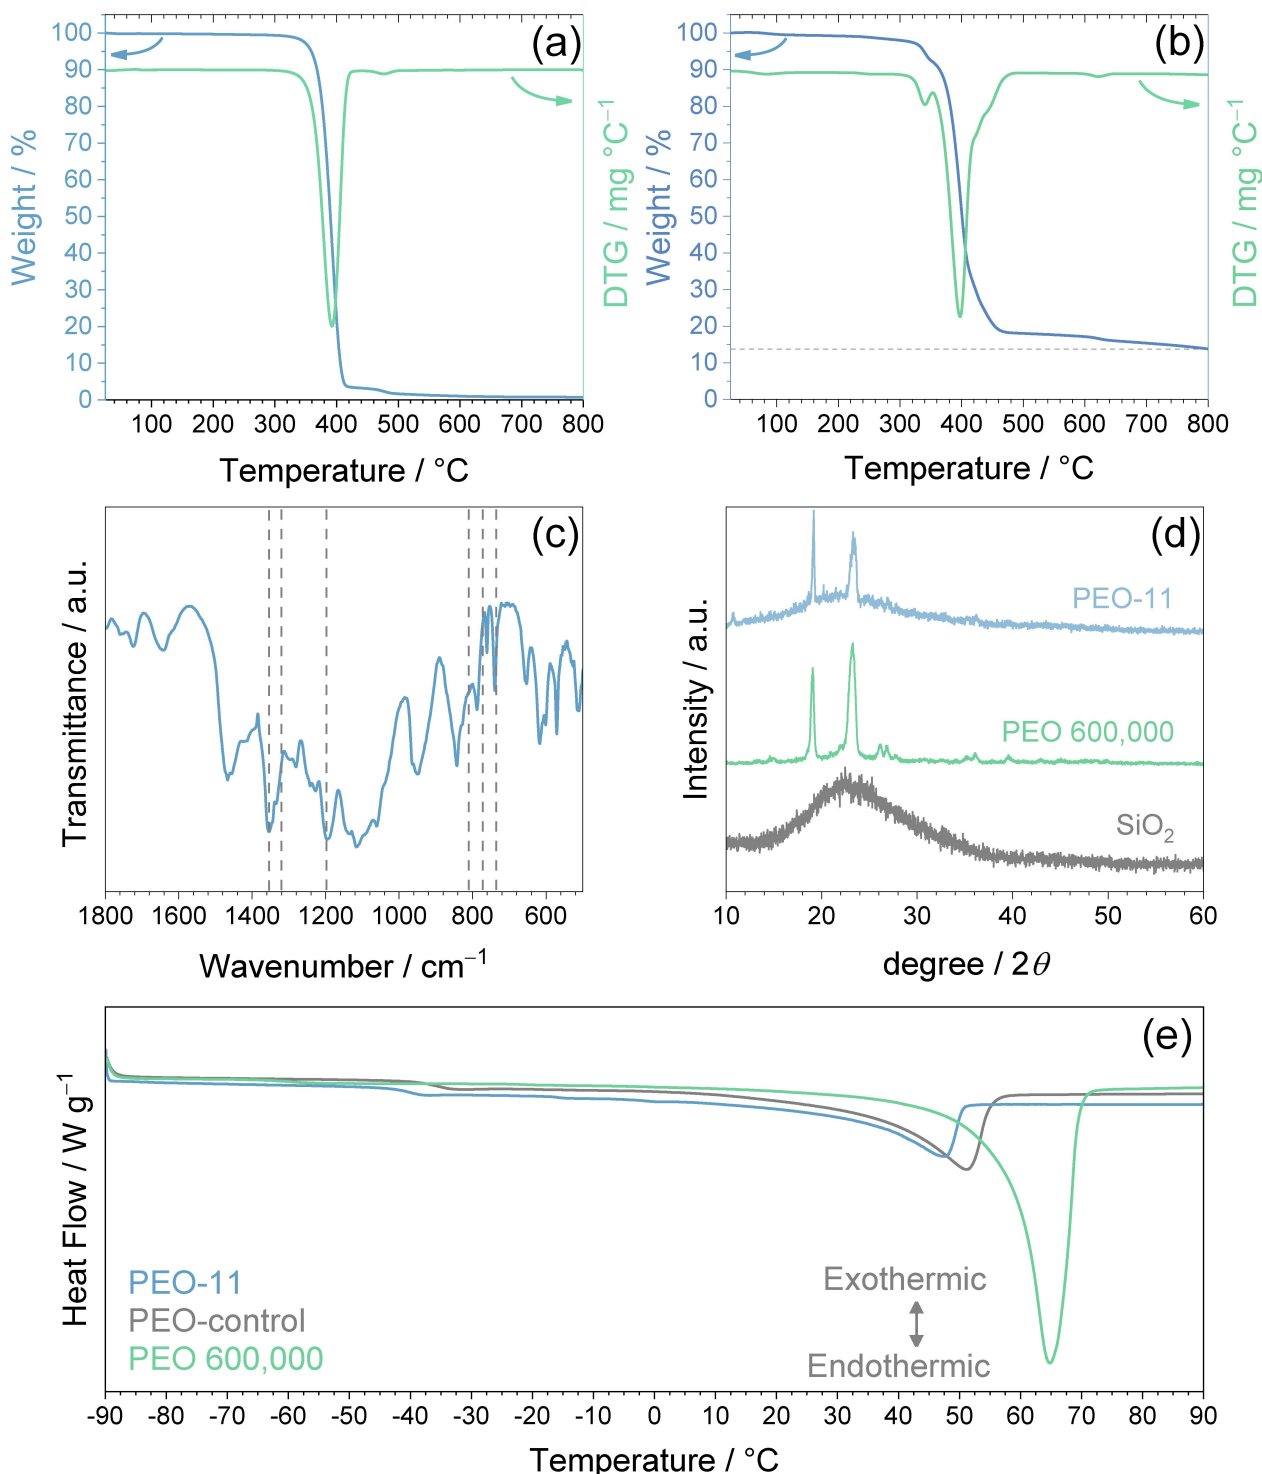 (a)
100
90
80
70
60
50
40
30
20
10
0
Weight / %
DTG / mg °C⁻¹
100 200 300 400 500 600 700 800
Temperature / °C
(b)
100
90
80
70
60
50
40
30
20
10
0
Weight / %
DTG / mg °C⁻¹
100 200 300 400 500 600 700 800
Temperature / °C
(c)
Transmittance / a.u.
1800 1600 1400 1200 1000 800 600
Wavenumber / cm⁻¹
(d)
Intensity / a.u.
PEO-11
PEO 600,000
SiO₂
10 20 30 40 50 60
degree / 2θ
(e)
Heat Flow / W g⁻¹
PEO-11
PEO-control
PEO 600,000
Exothermic
Endothermic
-90 -80 -70 -60 -50 -40 -30 -20 -10 0 10 20 30 40 50 60 70 80 90
Temperature / °C